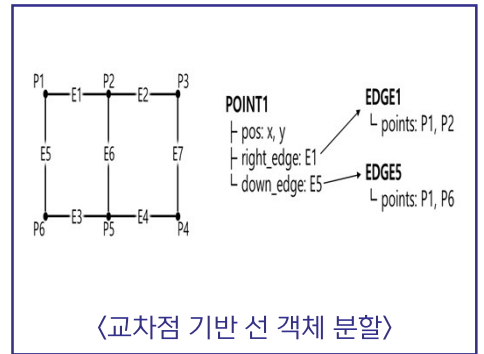 P1 P2 P3
E1 E2
E5 E6 E7
E3 E4
P6 P5 P4
POINT1
pos: x, y
right_edge: E1
down_edge: E5
EDGE1
points: P1, P2
EDGE5
points: P1, P6
〈교차점 기반 선 객체 분할〉